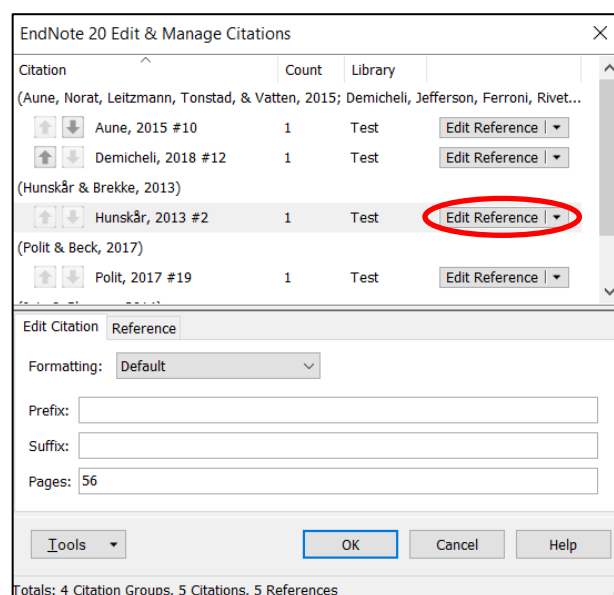 EndNote 20 Edit & Manage Citations
Citation Count Library
(Aune, Norat, Leitzmann, Tonstad, & Vatten, 2015; Demicheli, Jefferson, Ferroni, Rivet...
Aune, 2015 #10 1 Test Edit Reference
Demicheli, 2018 #12 1 Test Edit Reference
(Hunskår & Brekke, 2013)
Hunskår, 2013 #2 1 Test Edit Reference
(Polit & Beck, 2017)
Polit, 2017 #19 1 Test Edit Reference
Edit Citation Reference
Formatting: Default
Prefix:
Suffix:
Pages: 56
Tools OK Cancel Help
Totals: 4 Citation Groups, 5 Citations, 5 References